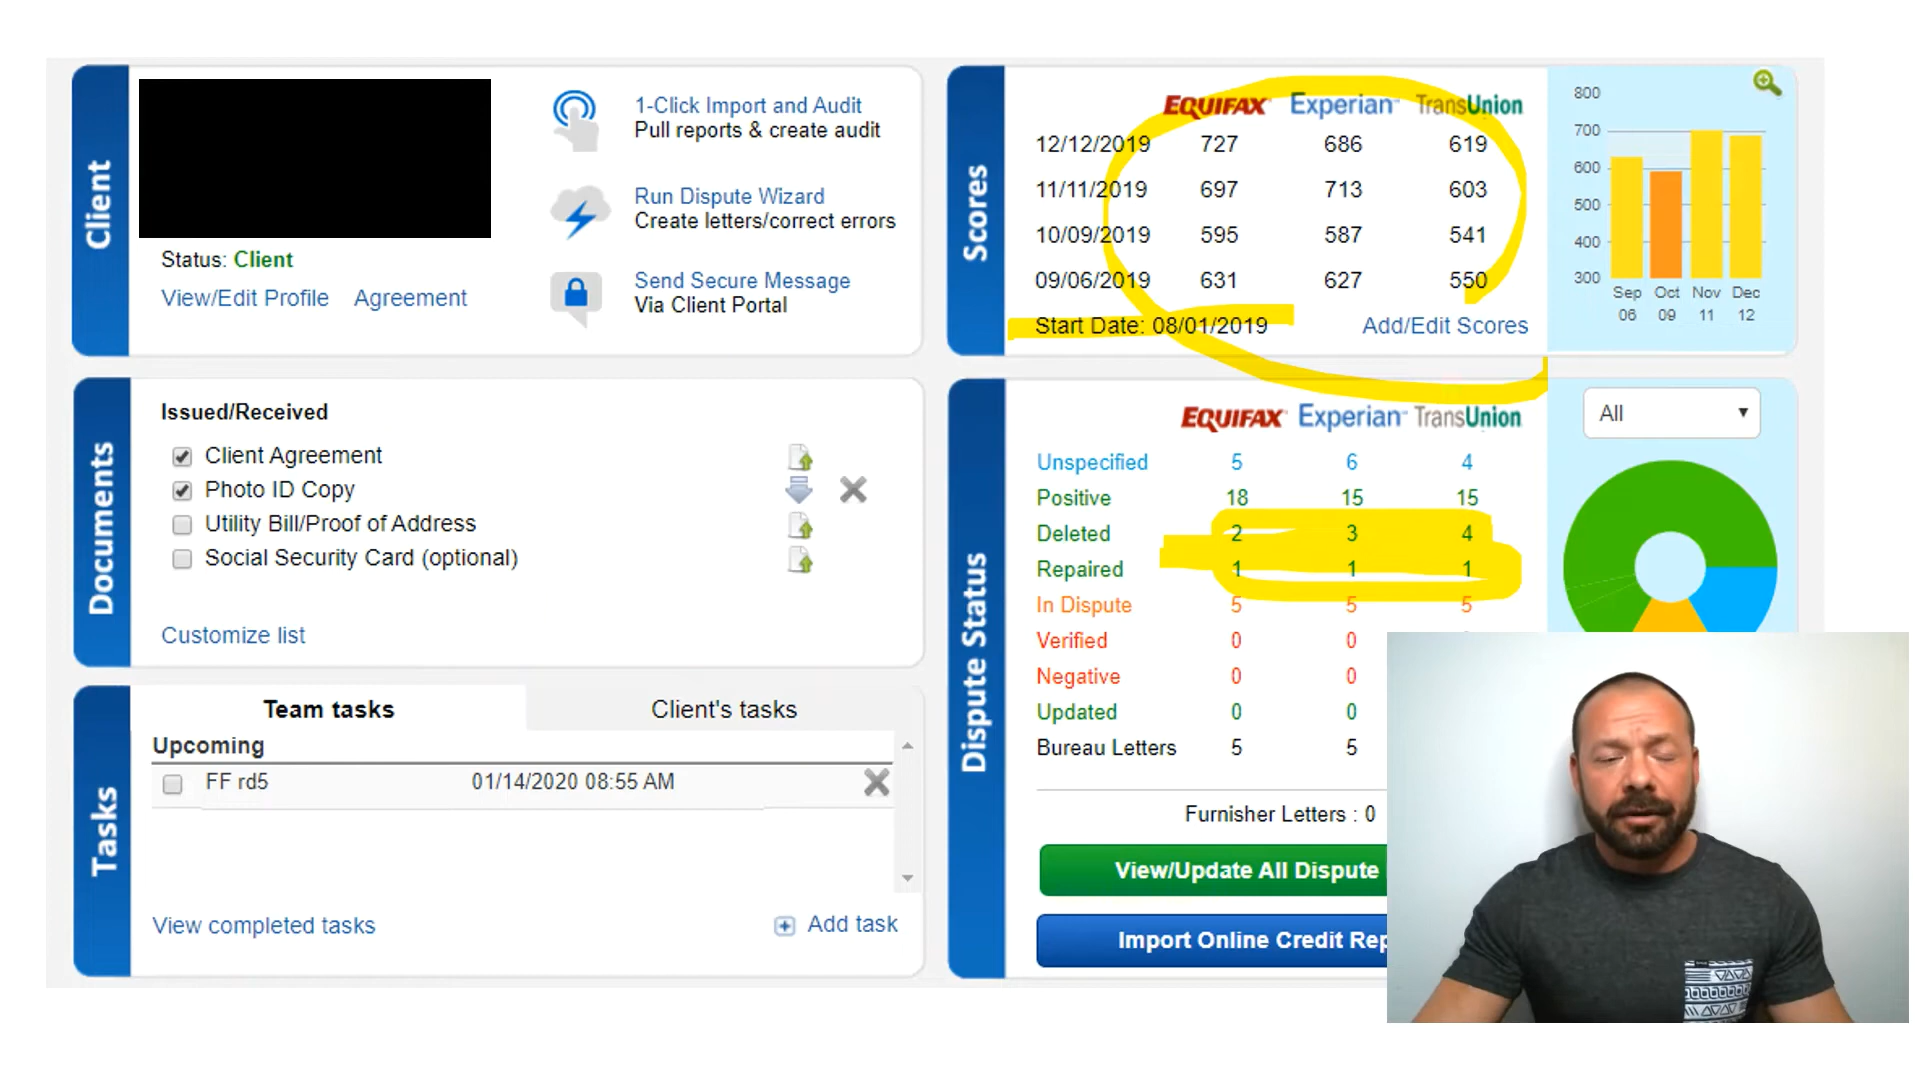 Client
Status: Client
View/Edit Profile Agreement
1-Click Import and Audit
Pull reports & create audit
Run Dispute Wizard
Create letters/correct errors
Send Secure Message
Via Client Portal
Scores
EQUIFAX Experian TransUnion
12/12/2019 727 686 619
11/11/2019 697 713 603
10/09/2019 595 587 541
09/06/2019 631 627 550
Start Date: 08/01/2019 Add/Edit Scores
800
700
600
500
400
300
Sep Oct Nov Dec
06 09 11 12
Documents
Issued/Received
Client Agreement
Photo ID Copy
Utility Bill/Proof of Address
Social Security Card (optional)
Customize list
Dispute Status
EQUIFAX Experian TransUnion
Unspecified 5 6 4
Positive 18 15 15
Deleted 2 3 4
Repaired 1 1 1
In Dispute 5 5 5
Verified 0 0
Negative 0 0
Updated 0 0
Bureau Letters 5 5
Furnisher Letters : 0
View/Update All Dispute
Import Online Credit Rep
All
Tasks
Team tasks Client's tasks
Upcoming
FF rd5 01/14/2020 08:55 AM
View completed tasks Add task